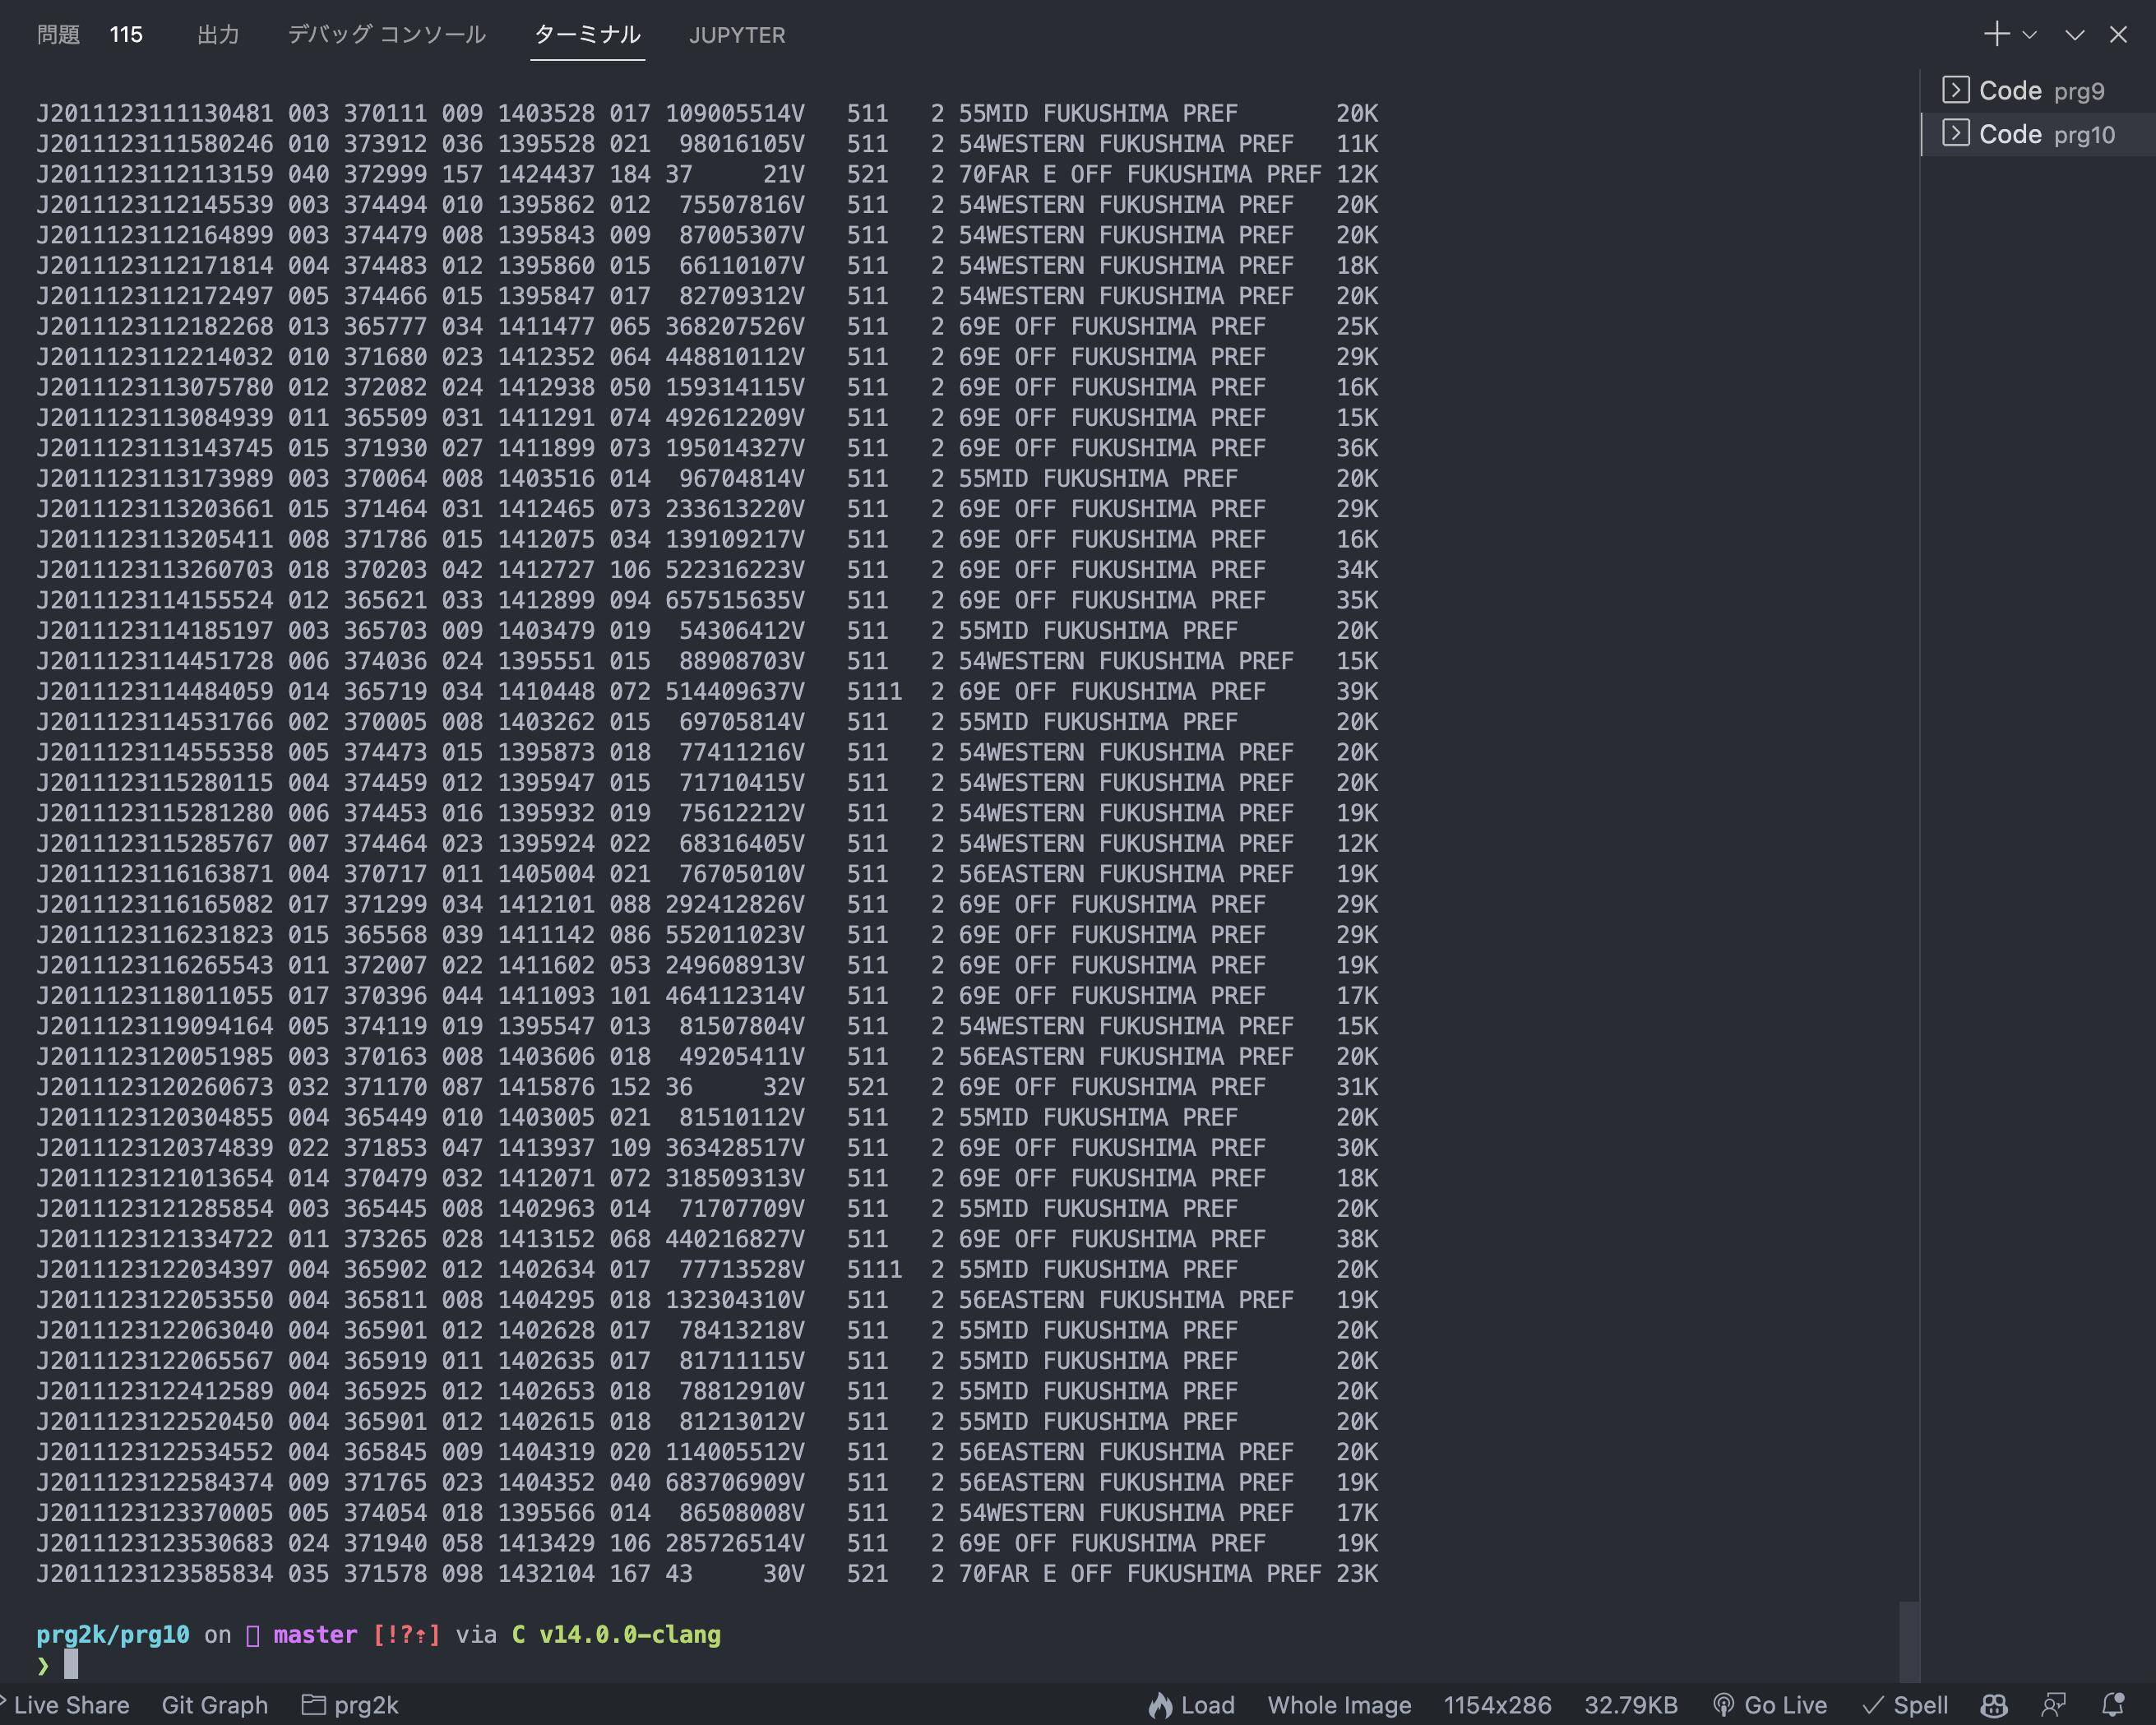 問題 115 出力 デバッグ コンソール ターミナル JUPYTER
Code prg9
Code prg10
J2011123111130481 003 370111 009 1403528 017 109005514V   511   2 55MID FUKUSHIMA PREF       20K
J2011123111580246 010 373912 036 1395528 021  98016105V   511   2 54WESTERN FUKUSHIMA PREF   11K
J2011123112113159 040 372999 157 1424437 184 37     21V   521   2 70FAR E OFF FUKUSHIMA PREF 12K
J2011123112145539 003 374494 010 1395862 012  75507816V   511   2 54WESTERN FUKUSHIMA PREF   20K
J2011123112164899 003 374479 008 1395843 009  87005307V   511   2 54WESTERN FUKUSHIMA PREF   20K
J2011123112171814 004 374483 012 1395860 015  66110107V   511   2 54WESTERN FUKUSHIMA PREF   18K
J2011123112172497 005 374466 015 1395847 017  82709312V   511   2 54WESTERN FUKUSHIMA PREF   20K
J2011123112182268 013 365777 034 1411477 065 368207526V   511   2 69E OFF FUKUSHIMA PREF     25K
J2011123112214032 010 371680 023 1412352 064 448810112V   511   2 69E OFF FUKUSHIMA PREF     29K
J2011123113075780 012 372082 024 1412938 050 159314115V   511   2 69E OFF FUKUSHIMA PREF     16K
J2011123113084939 011 365509 031 1411291 074 492612209V   511   2 69E OFF FUKUSHIMA PREF     15K
J2011123113143745 015 371930 027 1411899 073 195014327V   511   2 69E OFF FUKUSHIMA PREF     36K
J2011123113173989 003 370064 008 1403516 014  96704814V   511   2 55MID FUKUSHIMA PREF       20K
J2011123113203661 015 371464 031 1412465 073 233613220V   511   2 69E OFF FUKUSHIMA PREF     29K
J2011123113205411 008 371786 015 1412075 034 139109217V   511   2 69E OFF FUKUSHIMA PREF     16K
J2011123113260703 018 370203 042 1412727 106 522316223V   511   2 69E OFF FUKUSHIMA PREF     34K
J2011123114155524 012 365621 033 1412899 094 657515635V   511   2 69E OFF FUKUSHIMA PREF     35K
J2011123114185197 003 365703 009 1403479 019  54306412V   511   2 55MID FUKUSHIMA PREF       20K
J2011123114451728 006 374036 024 1395551 015  88908703V   511   2 54WESTERN FUKUSHIMA PREF   15K
J2011123114484059 014 365719 034 1410448 072 514409637V   5111  2 69E OFF FUKUSHIMA PREF     39K
J2011123114531766 002 370005 008 1403262 015  69705814V   511   2 55MID FUKUSHIMA PREF       20K
J2011123114555358 005 374473 015 1395873 018  77411216V   511   2 54WESTERN FUKUSHIMA PREF   20K
J2011123115280115 004 374459 012 1395947 015  71710415V   511   2 54WESTERN FUKUSHIMA PREF   20K
J2011123115281280 006 374453 016 1395932 019  75612212V   511   2 54WESTERN FUKUSHIMA PREF   19K
J2011123115285767 007 374464 023 1395924 022  68316405V   511   2 54WESTERN FUKUSHIMA PREF   12K
J2011123116163871 004 370717 011 1405004 021  76705010V   511   2 56EASTERN FUKUSHIMA PREF   19K
J2011123116165082 017 371299 034 1412101 088 292412826V   511   2 69E OFF FUKUSHIMA PREF     29K
J2011123116231823 015 365568 039 1411142 086 552011023V   511   2 69E OFF FUKUSHIMA PREF     29K
J2011123116265543 011 372007 022 1411602 053 249608913V   511   2 69E OFF FUKUSHIMA PREF     19K
J2011123118011055 017 370396 044 1411093 101 464112314V   511   2 69E OFF FUKUSHIMA PREF     17K
J2011123119094164 005 374119 019 1395547 013  81507804V   511   2 54WESTERN FUKUSHIMA PREF   15K
J2011123120051985 003 370163 008 1403606 018  49205411V   511   2 56EASTERN FUKUSHIMA PREF   20K
J2011123120260673 032 371170 087 1415876 152 36     32V   521   2 69E OFF FUKUSHIMA PREF     31K
J2011123120304855 004 365449 010 1403005 021  81510112V   511   2 55MID FUKUSHIMA PREF       20K
J2011123120374839 022 371853 047 1413937 109 363428517V   511   2 69E OFF FUKUSHIMA PREF     30K
J2011123121013654 014 370479 032 1412071 072 318509313V   511   2 69E OFF FUKUSHIMA PREF     18K
J2011123121285854 003 365445 008 1402963 014  71707709V   511   2 55MID FUKUSHIMA PREF       20K
J2011123121334722 011 373265 028 1413152 068 440216827V   511   2 69E OFF FUKUSHIMA PREF     38K
J2011123122034397 004 365902 012 1402634 017  77713528V   5111  2 55MID FUKUSHIMA PREF       20K
J2011123122053550 004 365811 008 1404295 018 132304310V   511   2 56EASTERN FUKUSHIMA PREF   19K
J2011123122063040 004 365901 012 1402628 017  78413218V   511   2 55MID FUKUSHIMA PREF       20K
J2011123122065567 004 365919 011 1402635 017  81711115V   511   2 55MID FUKUSHIMA PREF       20K
J2011123122412589 004 365925 012 1402653 018  78812910V   511   2 55MID FUKUSHIMA PREF       20K
J2011123122520450 004 365901 012 1402615 018  81213012V   511   2 55MID FUKUSHIMA PREF       20K
J2011123122534552 004 365845 009 1404319 020 114005512V   511   2 56EASTERN FUKUSHIMA PREF   20K
J2011123122584374 009 371765 023 1404352 040 683706909V   511   2 56EASTERN FUKUSHIMA PREF   19K
J2011123123370005 005 374054 018 1395566 014  86508008V   511   2 54WESTERN FUKUSHIMA PREF   17K
J2011123123530683 024 371940 058 1413429 106 285726514V   511   2 69E OFF FUKUSHIMA PREF     19K
J2011123123585834 035 371578 098 1432104 167 43     30V   521   2 70FAR E OFF FUKUSHIMA PREF 23K
prg2k/prg10 on master [!?⇡] via C v14.0.0-clang
❯
Live Share Git Graph prg2k Load Whole Image 1154x286 32.79KB Go Live Spell